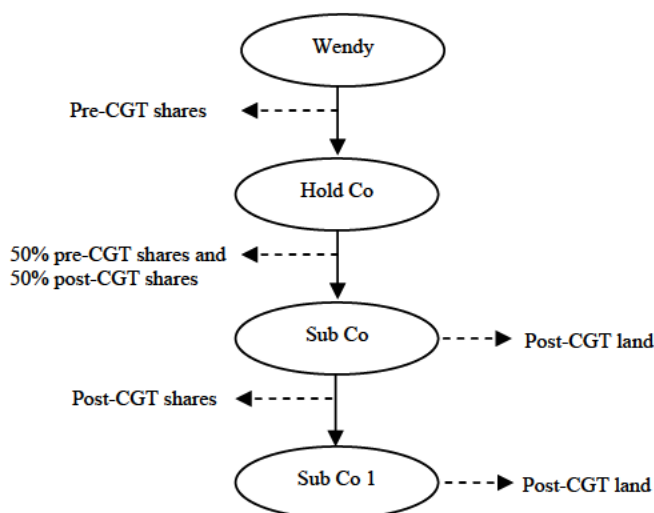 Wendy
Pre-CGT shares
Hold Co
50% pre-CGT shares and
50% post-CGT shares
Sub Co
Post-CGT land
Post-CGT shares
Sub Co 1
Post-CGT land